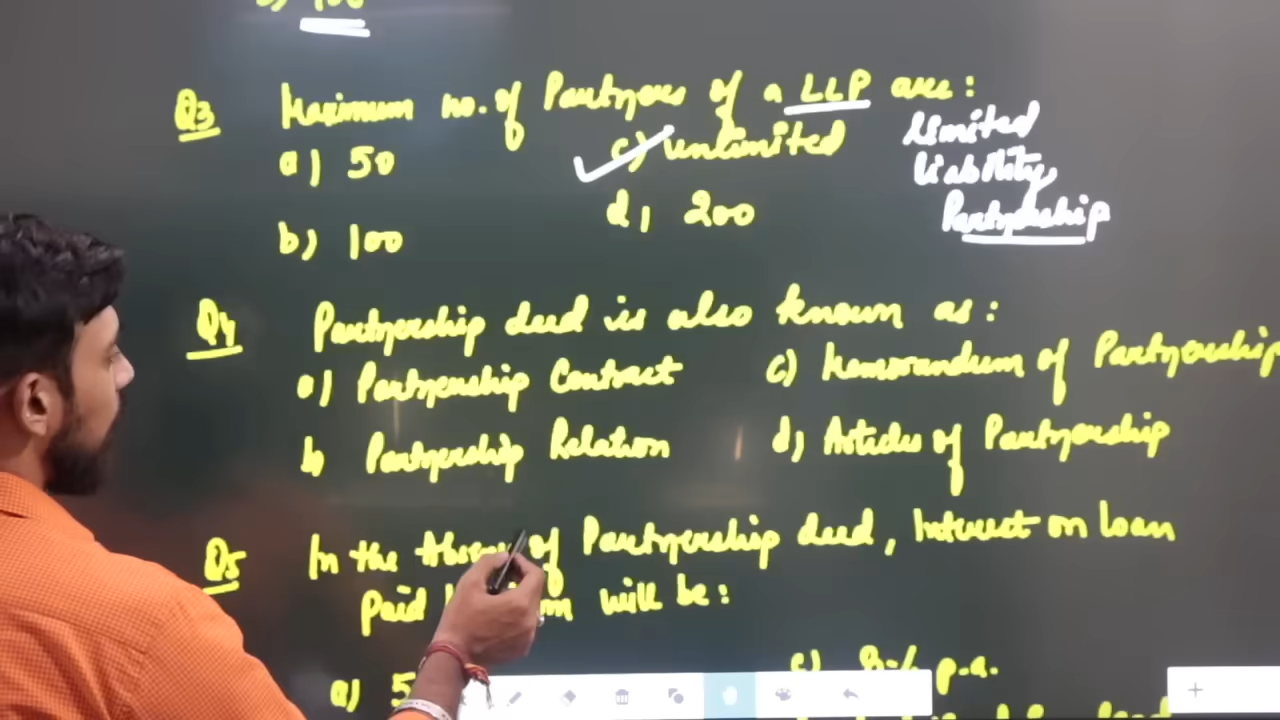 Q3 Maximum no. of Partners of a LLP are:
a) 50
c) unlimited
Limited
Liability
Partnership
b) 100
d) 200
Q4 Partnership deed is also known as:
a) Partnership Contract
c) Memorandum of Partnership
b) Partnership Relation
d) Articles of Partnership
Q5 In the Absence of Partnership deed, Interest on loan
Paid will be:
a) 5
c) p.a.